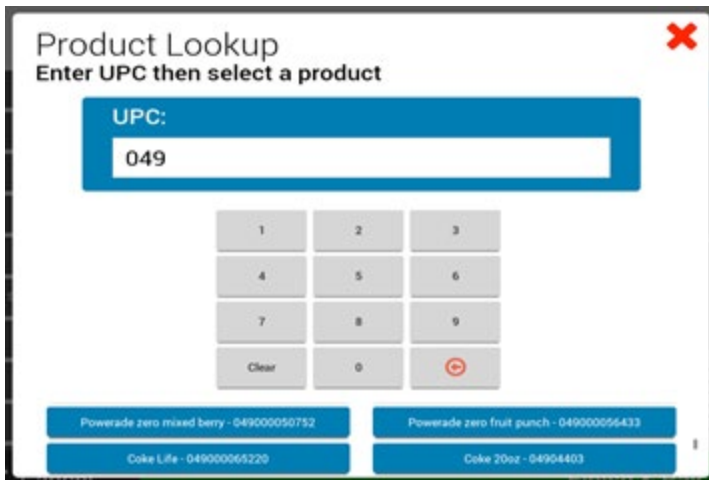 Product Lookup
Enter UPC then select a product
UPC:
049
1 2 3
4 5 6
7 8 9
Clear 0
Powerade zero mixed berry - 049000050752 Powerade zero fruit punch - 049000056433
Coke Life - 049000065220 Coke 20oz - 04904403